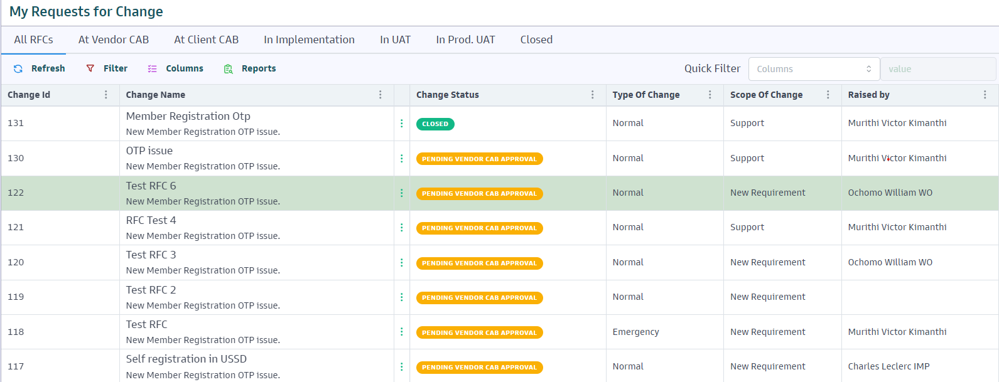 My Requests for Change
All RFCs At Vendor CAB At Client CAB In Implementation In UAT In Prod. UAT Closed
Refresh Filter Columns Reports Quick Filter Columns value
Change Id Change Name Change Status Type Of Change Scope Of Change Raised by
131 Member Registration Otp CLOSED Normal Support Murithi Victor Kimanthi
New Member Registration OTP issue.
130 OTP issue PENDING VENDOR CAB APPROVAL Normal Support Murithi Victor Kimanthi
New Member Registration OTP issue.
122 Test RFC 6 PENDING VENDOR CAB APPROVAL Normal New Requirement Ochomo William WO
New Member Registration OTP issue.
121 RFC Test 4 PENDING VENDOR CAB APPROVAL Normal Support Murithi Victor Kimanthi
New Member Registration OTP issue.
120 Test RFC 3 PENDING VENDOR CAB APPROVAL Normal New Requirement Ochomo William WO
New Member Registration OTP issue.
119 Test RFC 2 PENDING VENDOR CAB APPROVAL Normal New Requirement
New Member Registration OTP issue.
118 Test RFC PENDING VENDOR CAB APPROVAL Emergency New Requirement Murithi Victor Kimanthi
New Member Registration OTP issue.
117 Self registration in USSD PENDING VENDOR CAB APPROVAL Normal New Requirement Charles Leclerc IMP
New Member Registration OTP issue.